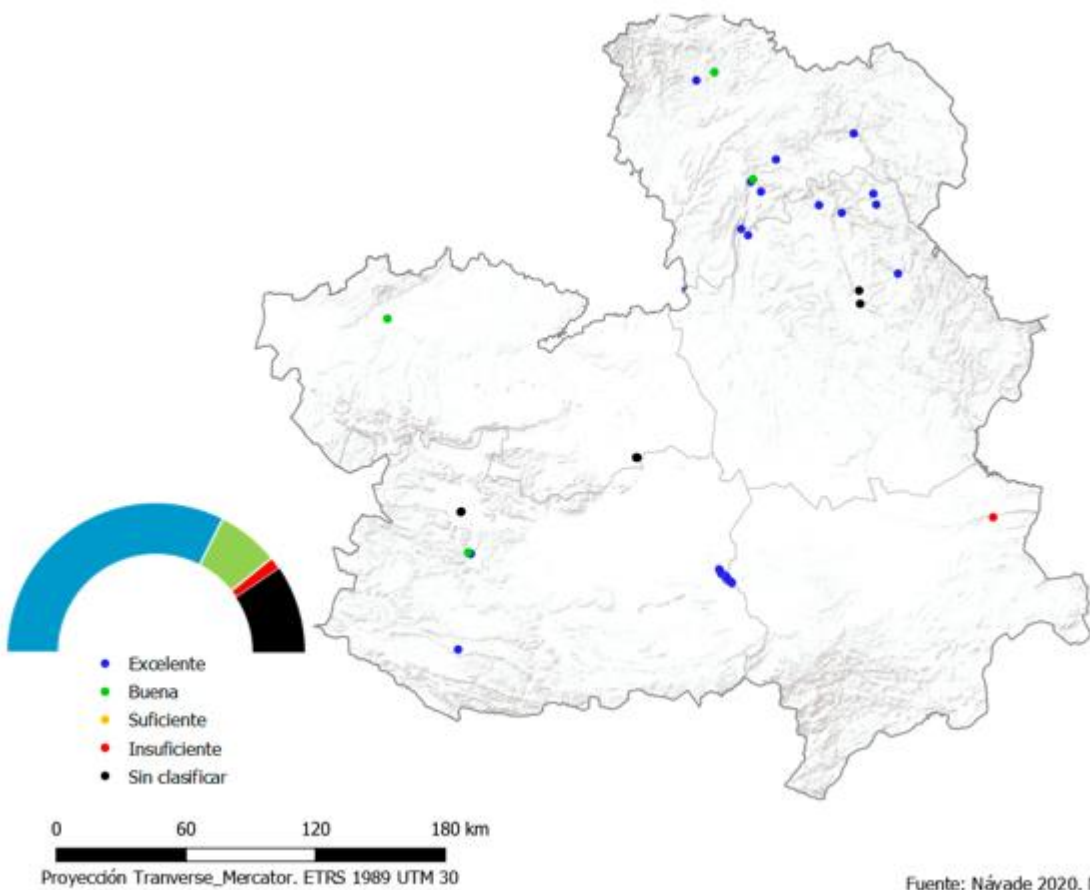 Excelente
Buena
Suficiente
Insuficiente
Sin clasificar
0 60 120 180 km
Proyección Tranverse_Mercator. ETRS 1989 UTM 30
Fuente: Náyade 2020.